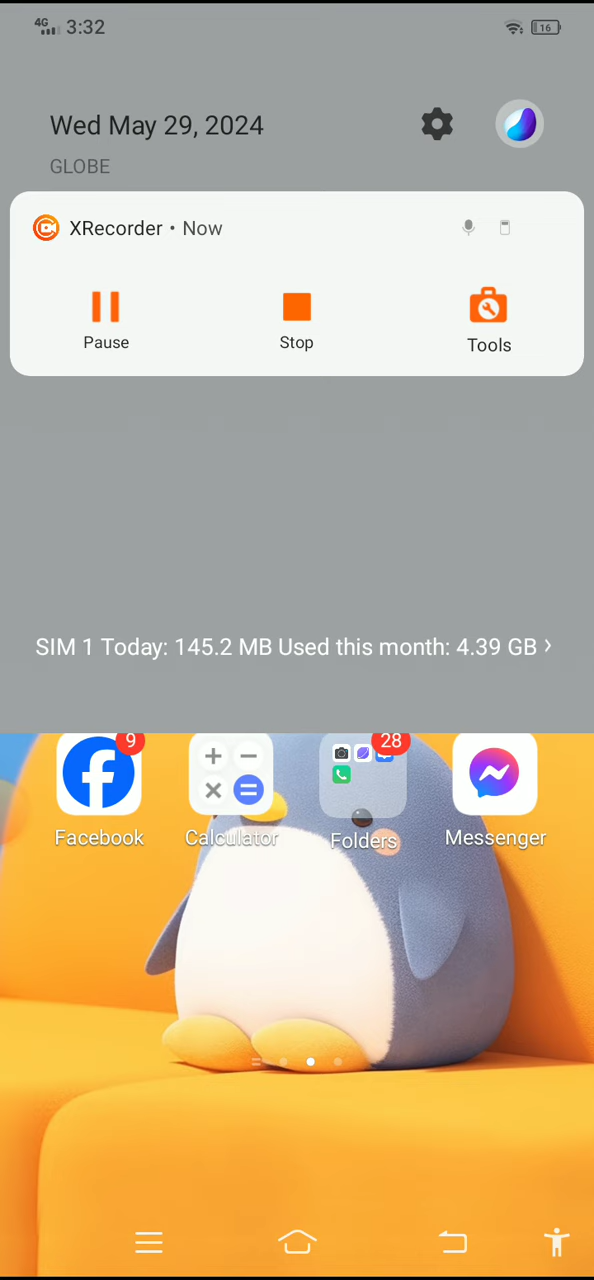 4G 3:32 16
Wed May 29, 2024
GLOBE
XRecorder • Now
Pause Stop Tools
SIM 1 Today: 145.2 MB Used this month: 4.39 GB ›
9 28
Facebook Calculator Folders Messenger